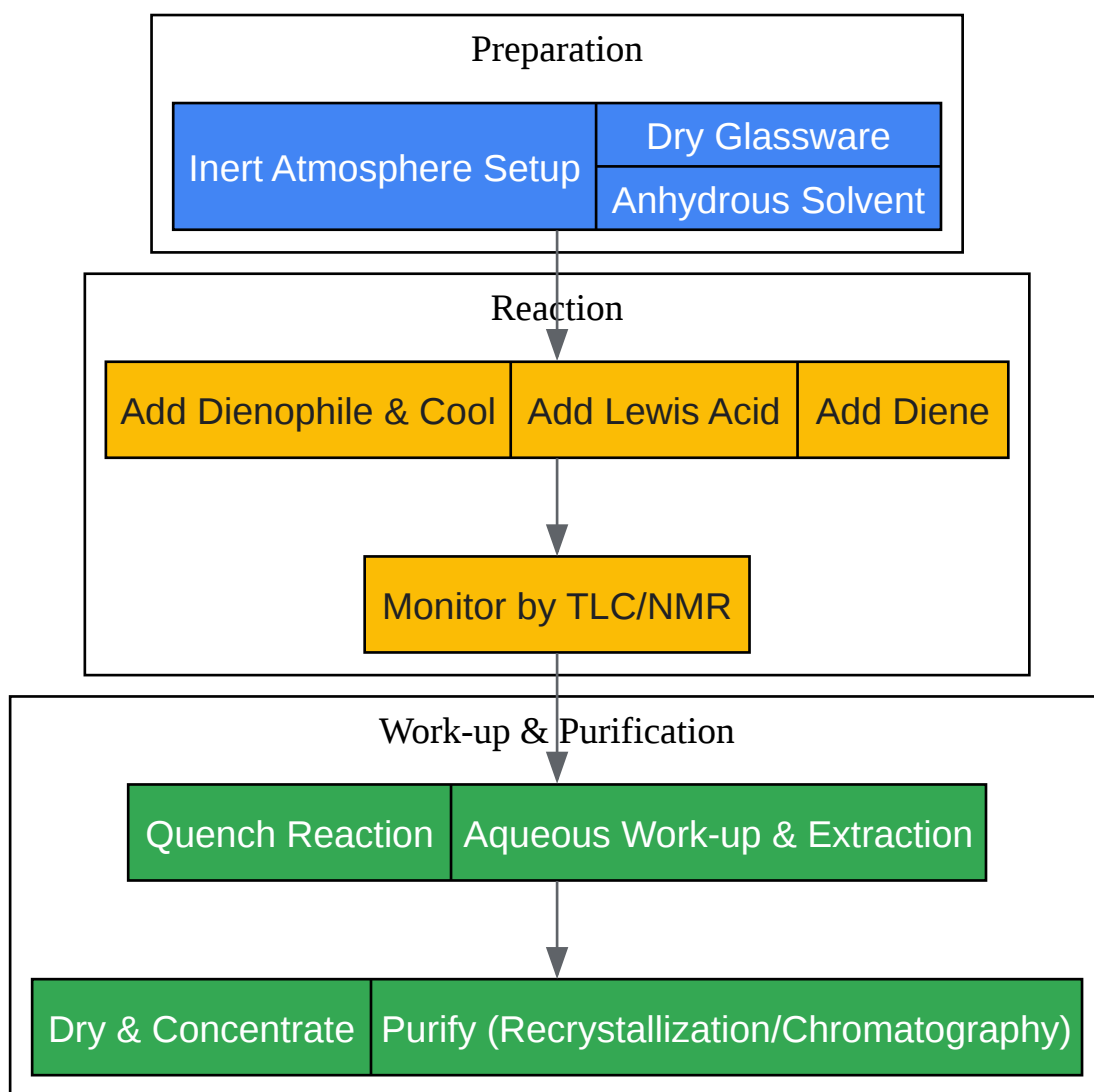 Preparation
Inert Atmosphere Setup
Dry Glassware
Anhydrous Solvent
Reaction
Add Dienophile & Cool
Add Lewis Acid
Add Diene
Monitor by TLC/NMR
Work-up & Purification
Quench Reaction
Aqueous Work-up & Extraction
Dry & Concentrate
Purify (Recrystallization/Chromatography)